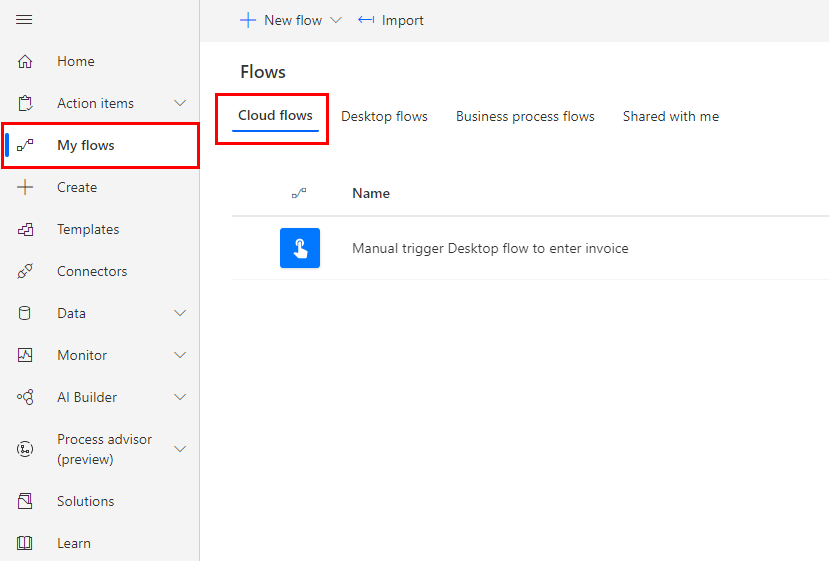 New flow
Import
Home
Action items
My flows
Create
Templates
Connectors
Data
Monitor
AI Builder
Process advisor
(preview)
Solutions
Learn
Flows
Cloud flows
Desktop flows
Business process flows
Shared with me
Name
Manual trigger Desktop flow to enter invoice